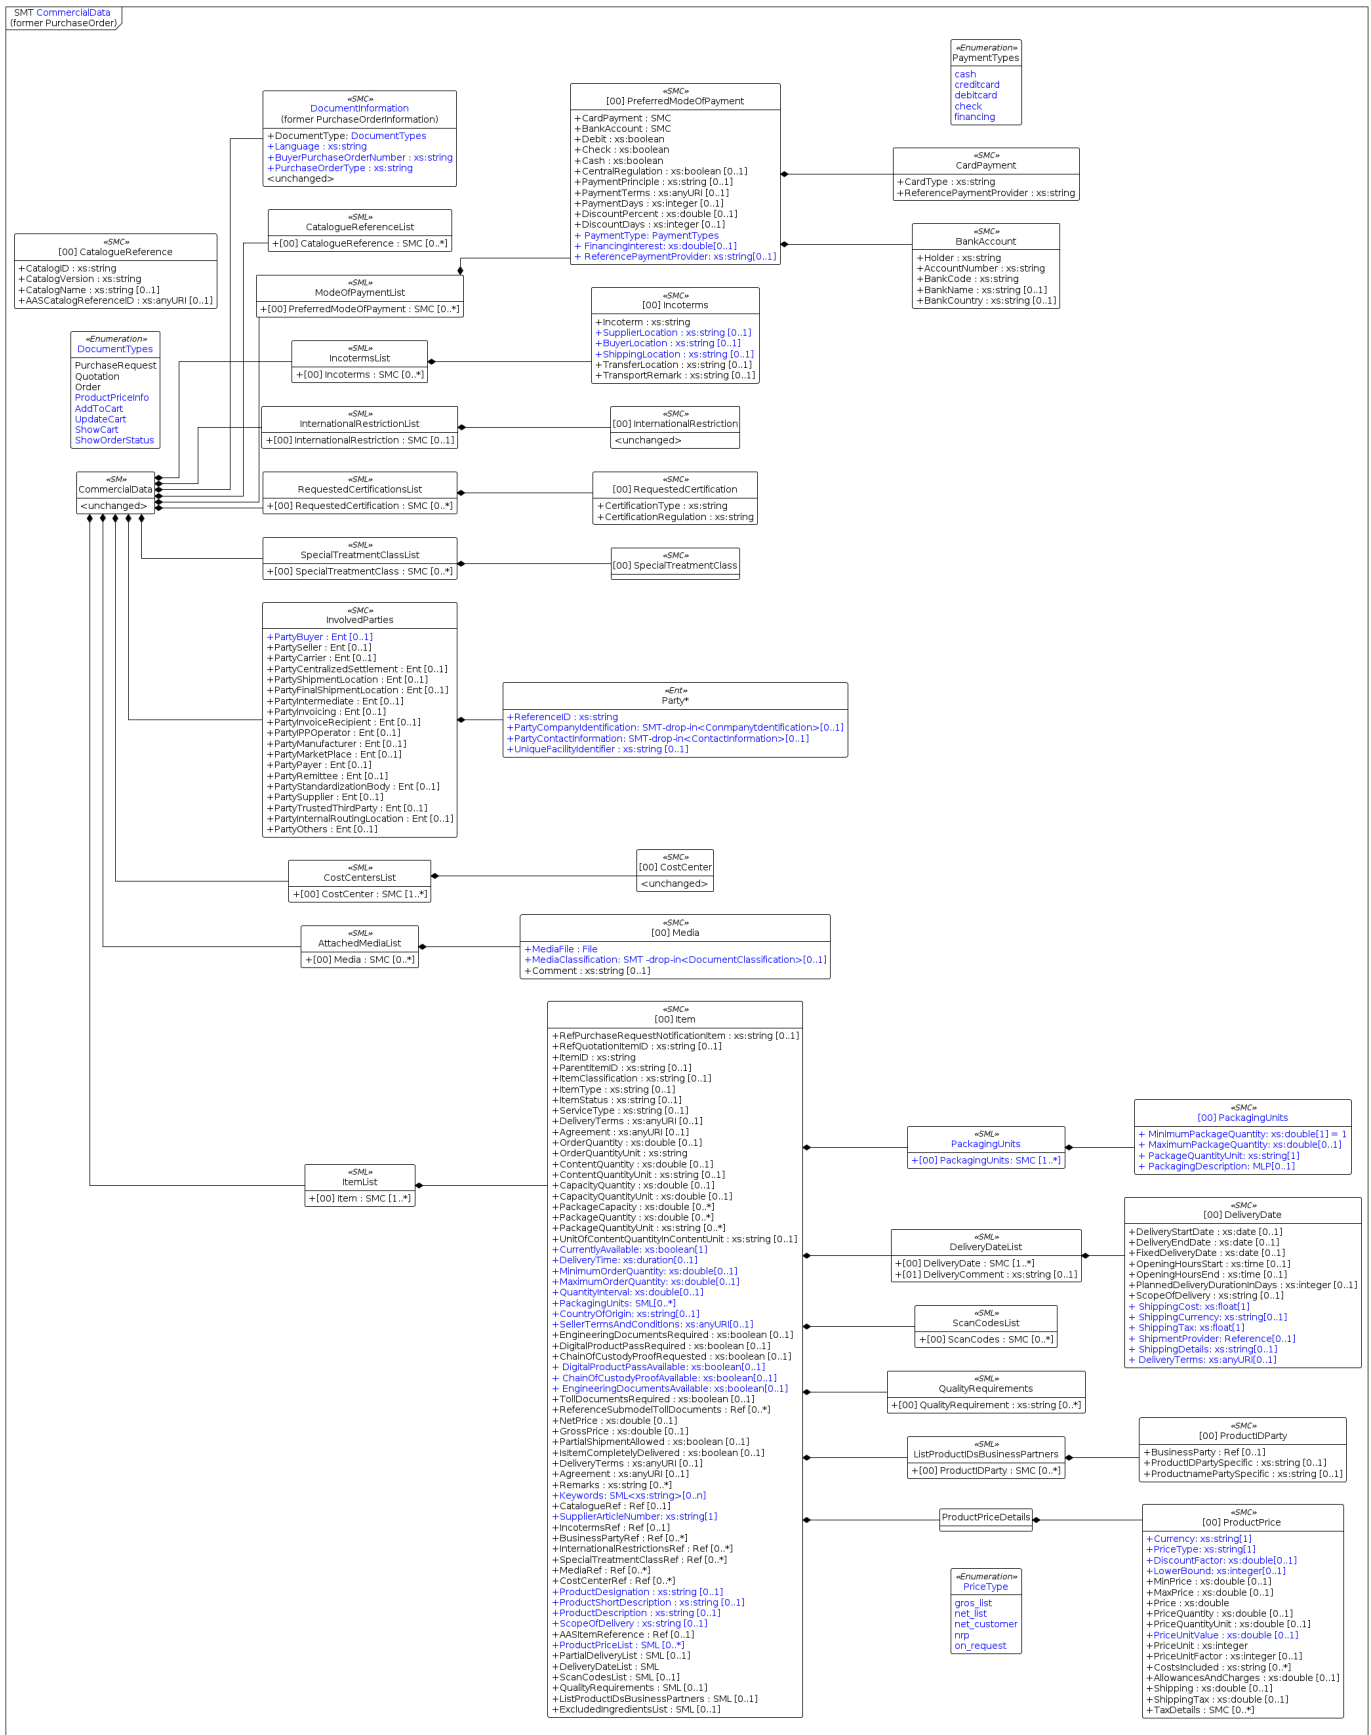 SMT CommercialData
(former PurchaseOrder)
«Enumeration»
PaymentTypes
cash
creditcard
debitcard
check
financing
«SMC»
DocumentInformation
(former PurchaseOrderInformation)
+DocumentType: DocumentTypes
+Language : xs:string
+BuyerPurchaseOrderNumber : xs:string
+PurchaseOrderType : xs:string
<unchanged>
«SMC»
[00] PreferredModeOfPayment
+CardPayment : SMC
+BankAccount : SMC
+Debit : xs:boolean
+Check : xs:boolean
+Cash : xs:boolean
+CentralRegulation : xs:boolean [0..1]
+PaymentPrinciple : xs:string [0..1]
+PaymentTerms : xs:anyURI [0..1]
+PaymentDays : xs:integer [0..1]
+DiscountPercent : xs:double [0..1]
+DiscountDays : xs:integer [0..1]
+ PaymentType: PaymentTypes
+ FinancingInterest: xs:double[0..1]
+ ReferencePaymentProvider: xs:string[0..1]
«SMC»
CardPayment
+CardType : xs:string
+ReferencePaymentProvider : xs:string
«SML»
CatalogueReferenceList
+[00] CatalogueReference : SMC [0..*]
«SMC»
[00] CatalogueReference
+CatalogID : xs:string
+CatalogVersion : xs:string
+CatalogName : xs:string [0..1]
+AASCatalogReferenceID : xs:anyURI [0..1]
«SMC»
BankAccount
+Holder : xs:string
+AccountNumber : xs:string
+BankCode : xs:string
+BankName : xs:string [0..1]
+BankCountry : xs:string [0..1]
«SML»
ModeOfPaymentList
+[00] PreferredModeOfPayment : SMC [0..*]
«SMC»
[00] Incoterms
+Incoterm : xs:string
+SupplierLocation : xs:string [0..1]
+BuyerLocation : xs:string [0..1]
+ShippingLocation : xs:string [0..1]
+TransferLocation : xs:string [0..1]
+TransportRemark : xs:string [0..1]
«Enumeration»
DocumentTypes
PurchaseRequest
Quotation
Order
ProductPriceInfo
AddToCart
UpdateCart
ShowCart
ShowOrderStatus
«SML»
IncotermsList
+[00] Incoterms : SMC [0..*]
«SML»
InternationalRestrictionList
+[00] InternationalRestriction : SMC [0..1]
«SMC»
[00] InternationalRestriction
<unchanged>
«SM»
CommercialData
<unchanged>
«SML»
RequestedCertificationsList
+[00] RequestedCertification : SMC [0..*]
«SMC»
[00] RequestedCertification
+CertificationType : xs:string
+CertificationRegulation : xs:string
«SML»
SpecialTreatmentClassList
+[00] SpecialTreatmentClass : SMC [0..*]
«SMC»
[00] SpecialTreatmentClass
«SMC»
InvolvedParties
+PartyBuyer : Ent [0..1]
+PartySeller : Ent [0..1]
+PartyCarrier : Ent [0..1]
+PartyCentralizedSettlement : Ent [0..1]
+PartyShipmentLocation : Ent [0..1]
+PartyFinalShipmentLocation : Ent [0..1]
+PartyIntermediate : Ent [0..1]
+PartyInvoicing : Ent [0..1]
+PartyInvoiceRecipient : Ent [0..1]
+PartyIPPOperator : Ent [0..1]
+PartyManufacturer : Ent [0..1]
+PartyMarketPlace : Ent [0..1]
+PartyPayer : Ent [0..1]
+PartyRemittee : Ent [0..1]
+PartyStandardizationBody : Ent [0..1]
+PartySupplier : Ent [0..1]
+PartyTrustedThirdParty : Ent [0..1]
+PartyInternalRoutingLocation : Ent [0..1]
+PartyOthers : Ent [0..1]
«Ent»
Party*
+ReferenceID : xs:string
+PartyCompanyIdentification: SMT-drop-in<Conmpanytdentification>[0..1]
+PartyContactInformation: SMT-drop-in<ContactInformation>[0..1]
+UniqueFacilityIdentifier : xs:string [0..1]
«SML»
CostCentersList
+[00] CostCenter : SMC [1..*]
«SMC»
[00] CostCenter
<unchanged>
«SML»
AttachedMediaList
+[00] Media : SMC [0..*]
«SMC»
[00] Media
+MediaFile : File
+MediaClassification: SMT -drop-in<DocumentClassification>[0..1]
+Comment : xs:string [0..1]
«SML»
ItemList
+[00] Item : SMC [1..*]
«SMC»
[00] Item
+RefPurchaseRequestNotificationItem : xs:string [0..1]
+RefQuotationItemID : xs:string [0..1]
+ItemID : xs:string
+ParentItemID : xs:string [0..1]
+ItemClassification : xs:string [0..1]
+ItemType : xs:string [0..1]
+ItemStatus : xs:string [0..1]
+ServiceType : xs:string [0..1]
+DeliveryTerms : xs:anyURI [0..1]
+Agreement : xs:anyURI [0..1]
+OrderQuantity : xs:double [0..1]
+OrderQuantityUnit : xs:string
+ContentQuantity : xs:double [0..1]
+ContentQuantityUnit : xs:string [0..1]
+CapacityQuantity : xs:double [0..1]
+CapacityQuantityUnit : xs:double [0..1]
+PackageCapacity : xs:double [0..*]
+PackageQuantity : xs:double [0..*]
+PackageQuantityUnit : xs:string [0..*]
+UnitOfContentQuantityInContentUnit : xs:string [0..1]
+CurrentlyAvailable: xs:boolean[1]
+DeliveryTime: xs:duration[0..1]
+MinimumOrderQuantity: xs:double[0..1]
+MaximumOrderQuantity: xs:double[0..1]
+QuantityInterval: xs:double[0..1]
+PackagingUnits: SML[0..*]
+CountryOfOrigin: xs:string[0..1]
+SellerTermsAndConditions: xs:anyURI[0..1]
+EngineeringDocumentsRequired : xs:boolean [0..1]
+DigitalProductPassRequired : xs:boolean [0..1]
+ChainOfCustodyProofRequested : xs:boolean [0..1]
+ DigitalProductPassAvailable: xs:boolean[0..1]
+ ChainOfCustodyProofAvailable: xs:boolean[0..1]
+ EngineeringDocumentsAvailable: xs:boolean[0..1]
+TollDocumentsRequired : xs:boolean [0..1]
+ReferenceSubmodelTollDocuments : Ref [0..*]
+NetPrice : xs:double [0..1]
+GrossPrice : xs:double [0..1]
+PartialShipmentAllowed : xs:boolean [0..1]
+IsItemCompletelyDelivered : xs:boolean [0..1]
+DeliveryTerms : xs:anyURI [0..1]
+Agreement : xs:anyURI [0..1]
+Remarks : xs:string [0..*]
+Keywords: SML<xs:string>[0..n]
+CatalogueRef : Ref [0..1]
+SupplierArticleNumber: xs:string[1]
+IncotermsRef : Ref [0..1]
+BusinessPartyRef : Ref [0..*]
+InternationalRestrictionsRef : Ref [0..*]
+SpecialTreatmentClassRef : Ref [0..*]
+MediaRef : Ref [0..*]
+CostCenterRef : Ref [0..*]
+ProductDesignation : xs:string [0..1]
+ProductShortDescription : xs:string [0..1]
+ProductDescription : xs:string [0..1]
+ScopeOfDelivery : xs:string [0..1]
+AASItemReference : Ref [0..1]
+ProductPriceList : SML [0..*]
+PartialDeliveryList : SML [0..1]
+DeliveryDateList : SML
+ScanCodesList : SML [0..1]
+QualityRequirements : SML [0..1]
+ListProductIDsBusinessPartners : SML [0..1]
+ExcludedIngredientsList : SML [0..1]
«SML»
PackagingUnits
+[00] PackagingUnits: SMC [1..*]
«SMC»
[00] PackagingUnits
+ MinimumPackageQuantity: xs:double[1] = 1
+ MaximumPackageQuantity: xs:double[0..1]
+ PackageQuantityUnit: xs:string[1]
+ PackagingDescription: MLP[0..1]
«SML»
DeliveryDateList
+[00] DeliveryDate : SMC [1..*]
+[01] DeliveryComment : xs:string [0..1]
«SMC»
[00] DeliveryDate
+DeliveryStartDate : xs:date [0..1]
+DeliveryEndDate : xs:date [0..1]
+FixedDeliveryDate : xs:date [0..1]
+OpeningHoursStart : xs:time [0..1]
+OpeningHoursEnd : xs:time [0..1]
+PlannedDeliveryDurationInDays : xs:integer [0..1]
+ScopeOfDelivery : xs:string [0..1]
+ ShippingCost: xs:float[1]
+ ShippingCurrency: xs:string[0..1]
+ ShippingTax: xs:float[1]
+ ShipmentProvider: Reference[0..1]
+ ShippingDetails: xs:string[0..1]
+ DeliveryTerms: xs:anyURI[0..1]
«SML»
ScanCodesList
+[00] ScanCodes : SMC [0..*]
«SML»
QualityRequirements
+[00] QualityRequirement : xs:string [0..*]
«SML»
ListProductIDsBusinessPartners
+[00] ProductIDParty : SMC [0..*]
«SMC»
[00] ProductIDParty
+BusinessParty : Ref [0..1]
+ProductIDPartySpecific : xs:string [0..1]
+ProductnamePartySpecific : xs:string [0..1]
ProductPriceDetails
«SMC»
[00] ProductPrice
+Currency: xs:string[1]
+PriceType: xs:string[1]
+DiscountFactor: xs:double[0..1]
+LowerBound: xs:integer[0..1]
+MinPrice : xs:double [0..1]
+MaxPrice : xs:double [0..1]
+Price : xs:double
+PriceQuantity : xs:double [0..1]
+PriceQuantityUnit : xs:double [0..1]
+PriceUnitValue : xs:double [0..1]
+PriceUnit : xs:integer
+PriceUnitFactor : xs:integer [0..1]
+CostsIncluded : xs:string [0..*]
+AllowancesAndCharges : xs:double [0..1]
+Shipping : xs:double [0..1]
+ShippingTax : xs:double [0..1]
+TaxDetails : SMC [0..*]
«Enumeration»
PriceType
gros_list
net_list
net_customer
nrp
on_request